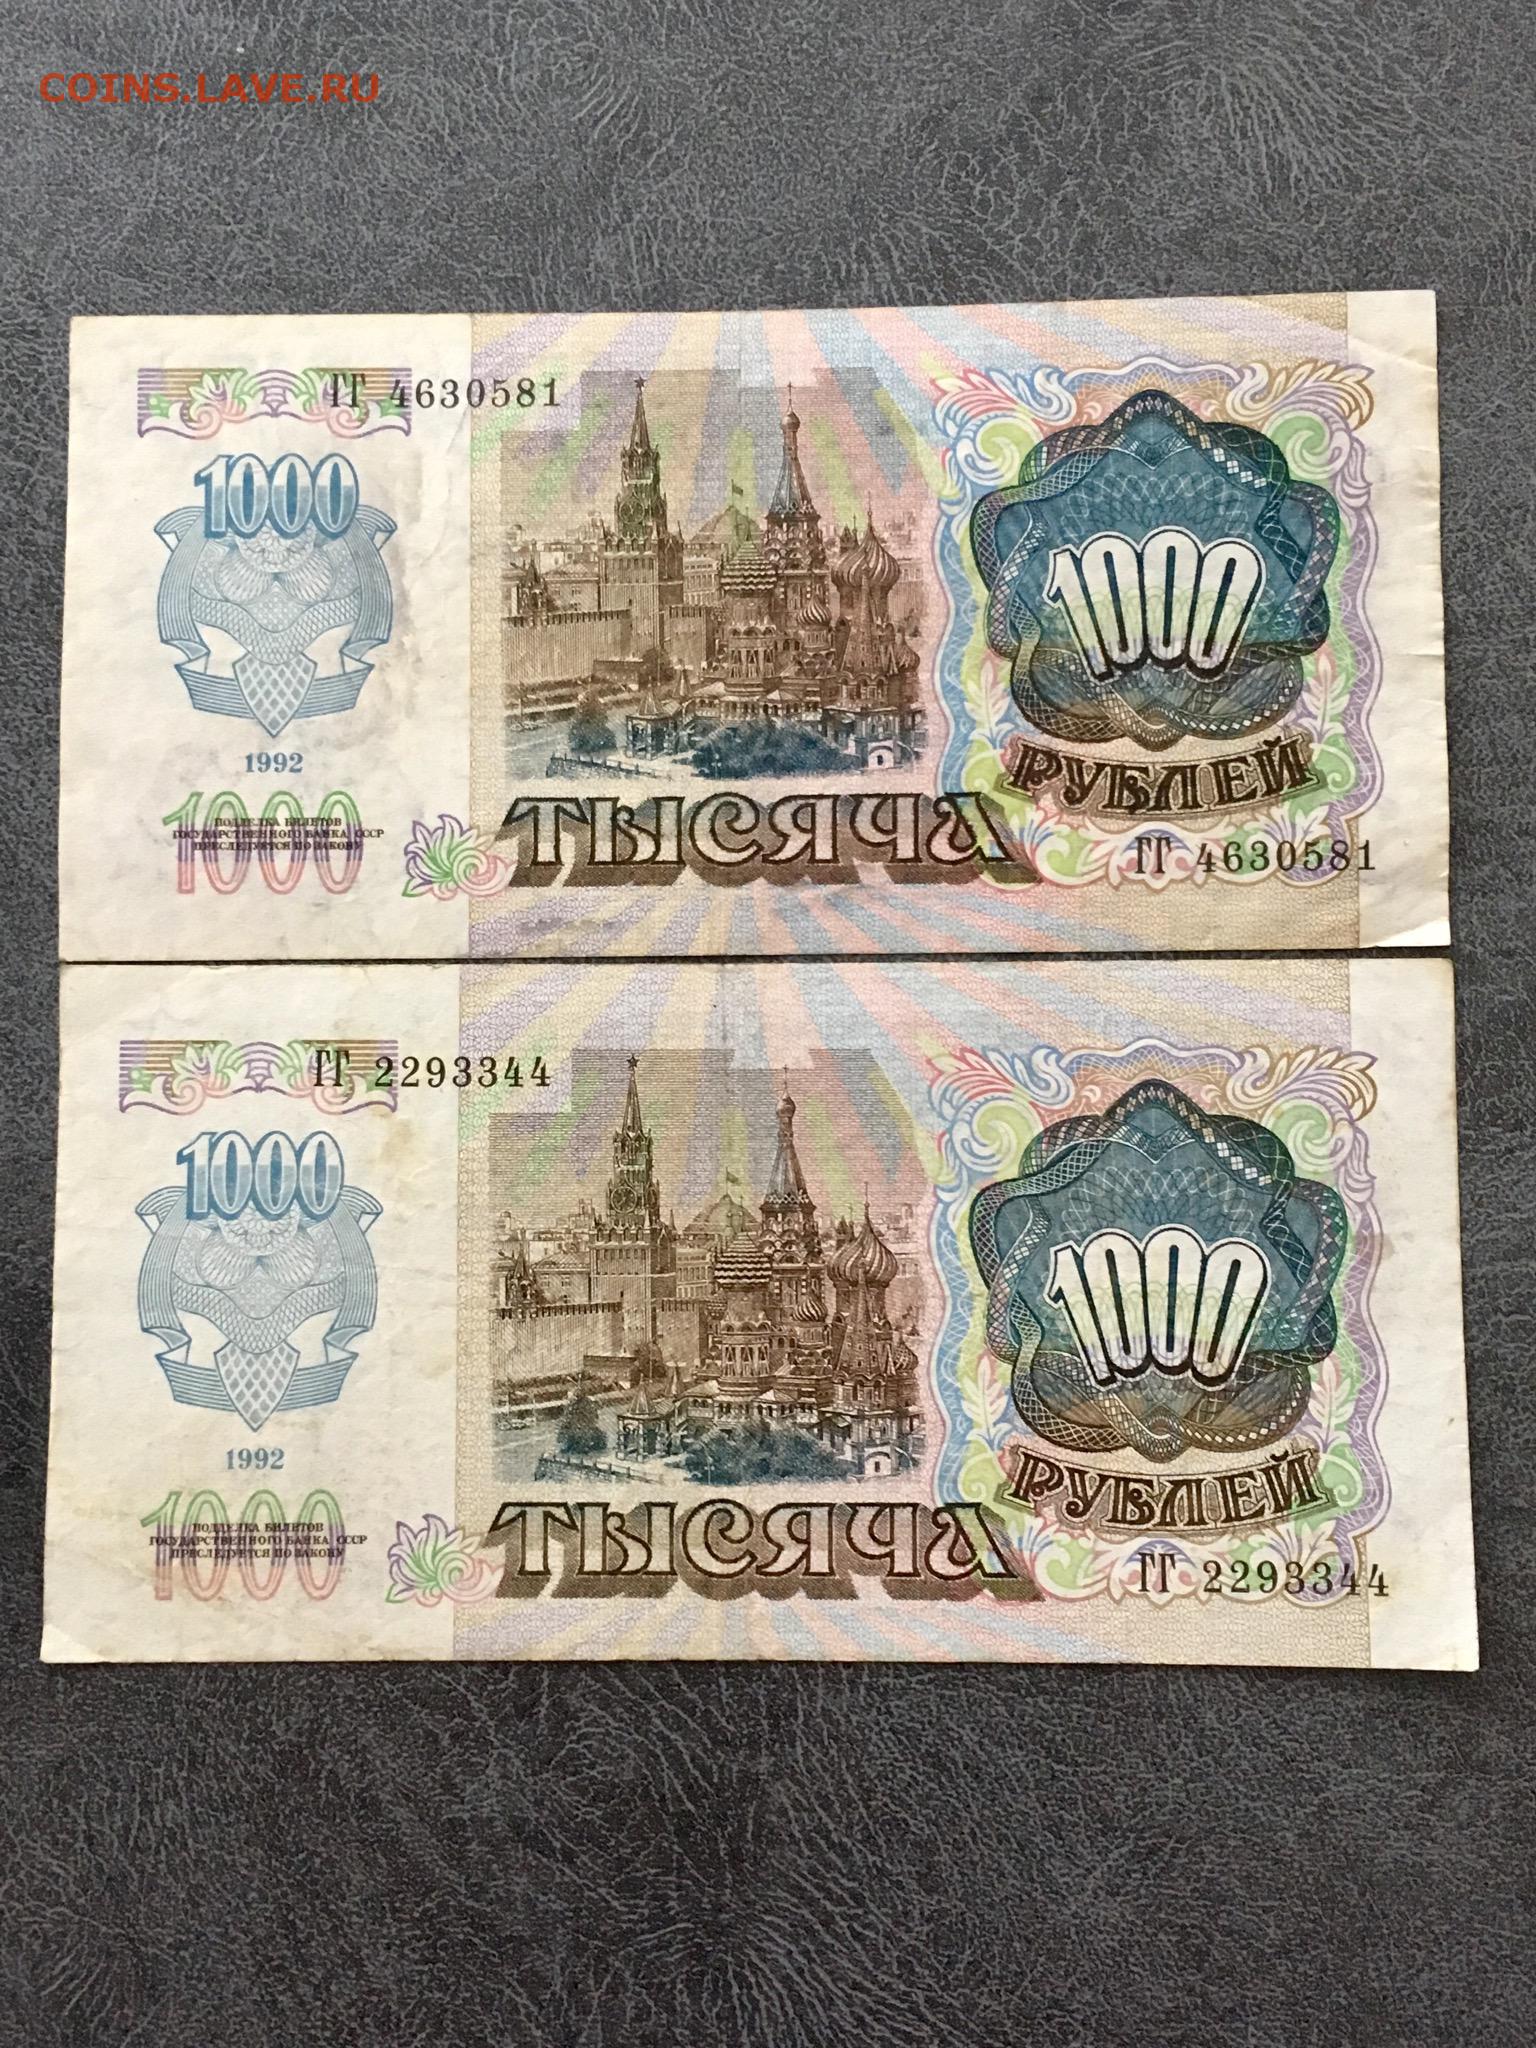 COINS.LAVE.RU
ГГ 4630581
1000
1000
1992
1000
ПОДДЕЛКА БИЛЕТОВ
ГОСУДАРСТВЕННОГО БАНКА СССР
ПРЕСЛЕДУЕТСЯ ПО ЗАКОНУ
РУБЛЕЙ
ТЫСЯЧА
ГГ 4630581
ГГ 2293344
1000
1000
1992
1000
ПОДДЕЛКА БИЛЕТОВ
ГОСУДАРСТВЕННОГО БАНКА СССР
ПРЕСЛЕДУЕТСЯ ПО ЗАКОНУ
РУБЛЕЙ
ТЫСЯЧА
ГГ 2293344